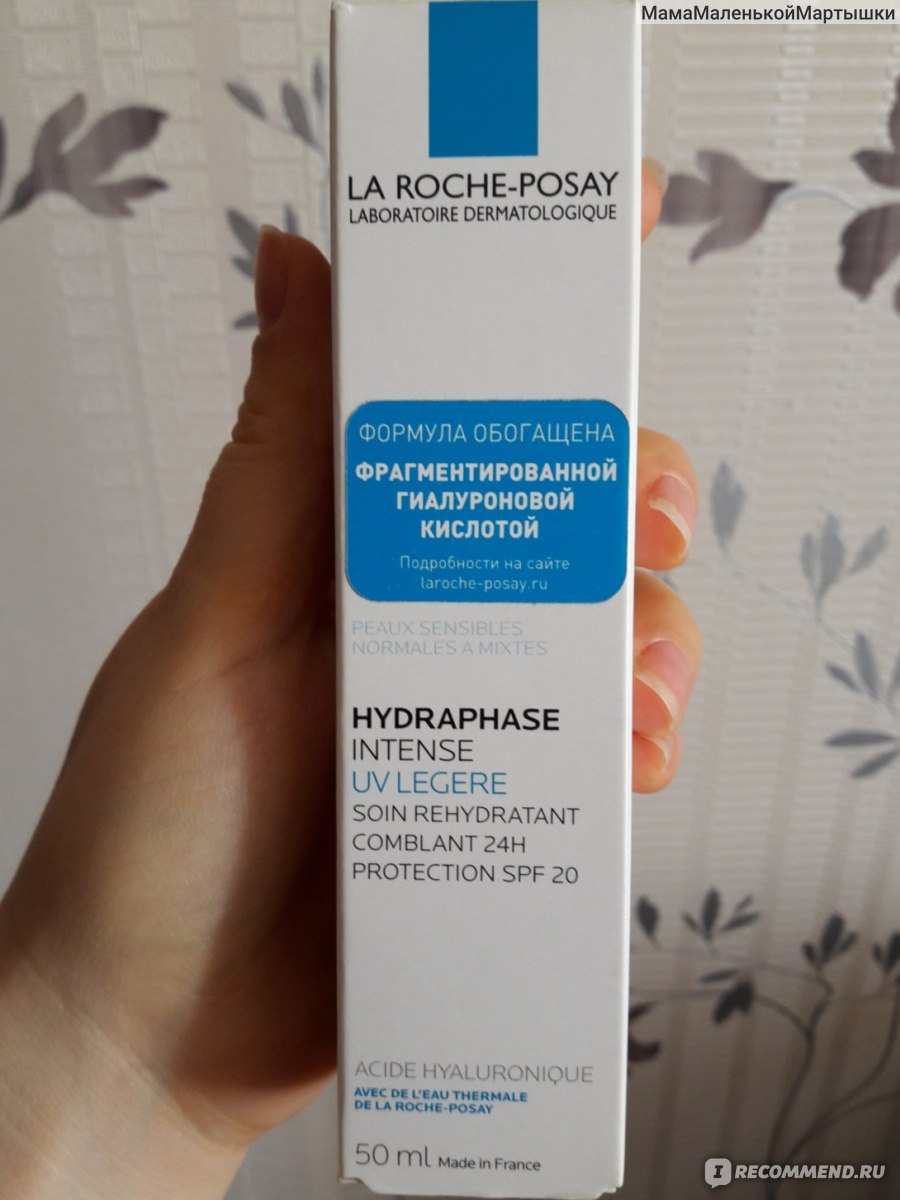 МамаМаленькойМартышки
LA ROCHE-POSAY
LABORATOIRE DERMATOLOGIQUE
ФОРМУЛА ОБОГАЩЕНА
ФРАГМЕНТИРОВАННОЙ
ГИАЛУРОНОВОЙ
КИСЛОТОЙ
Подробности на сайте
laroche-posay.ru
PEAUX SENSIBLES
NORMALES A MIXTES
HYDRAPHASE
INTENSE
UV LEGERE
SOIN REHYDRATANT
COMBLANT 24H
PROTECTION SPF 20
ACIDE HYALURONIQUE
AVEC DE L'EAU THERMALE
DE LA ROCHE-POSAY
50 ml Made in France
IRECOMMEND.RU